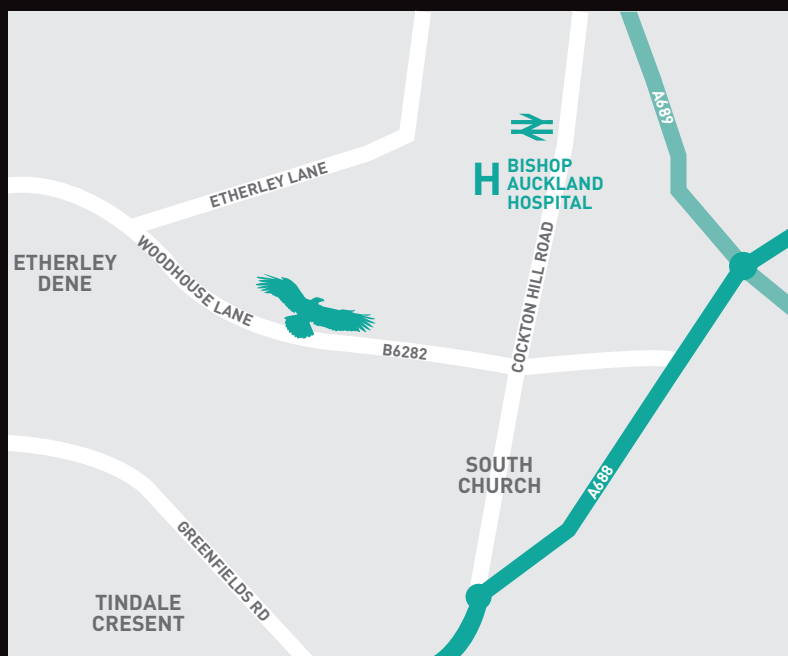 A689
ETHERLEY LANE
H
BISHOP
AUCKLAND
HOSPITAL
ETHERLEY
DENE
WOODHOUSE LANE
COCKTON HILL ROAD
B6282
SOUTH
CHURCH
A688
GREENFIELDS RD
TINDALE
CRESENT